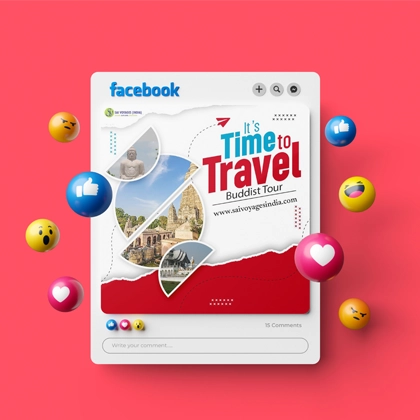 facebook
SAI VOYAGES INDIA
It's
Time to
Travel
Buddist Tour
www.saivoyagesindia.com
15 Comments
Write your comment....